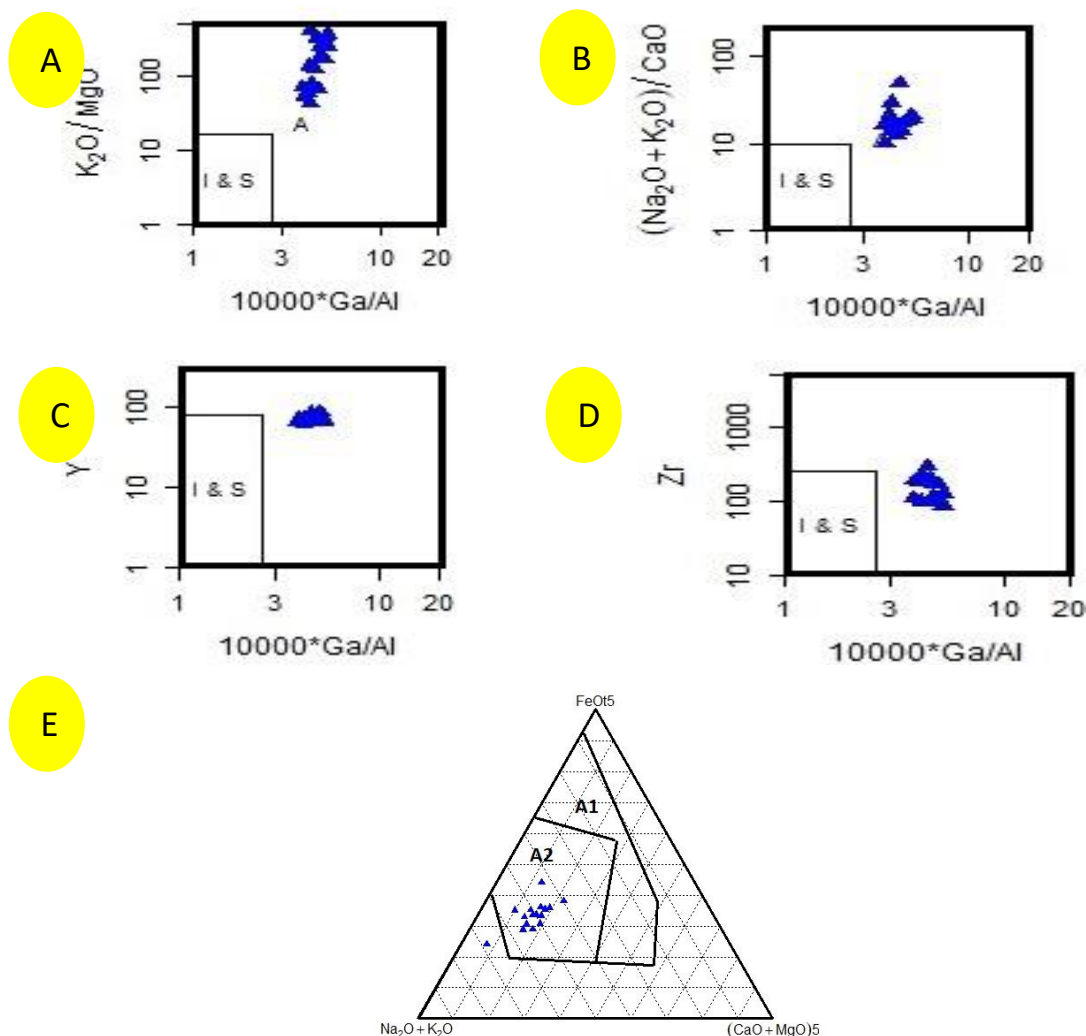 A
K₂O/MgO
100
10
1
A
I & S
1
3
10
20
10000*Ga/Al
B
(Na₂O+K₂O)/CaO
100
10
1
I & S
1
3
10
20
10000*Ga/Al
C
Y
100
10
1
I & S
1
3
10
20
10000*Ga/Al
D
Zr
1000
100
10
I & S
1
3
10
20
10000*Ga/Al
E
FeOt5
A1
A2
Na₂O+K₂O
(CaO+MgO)5